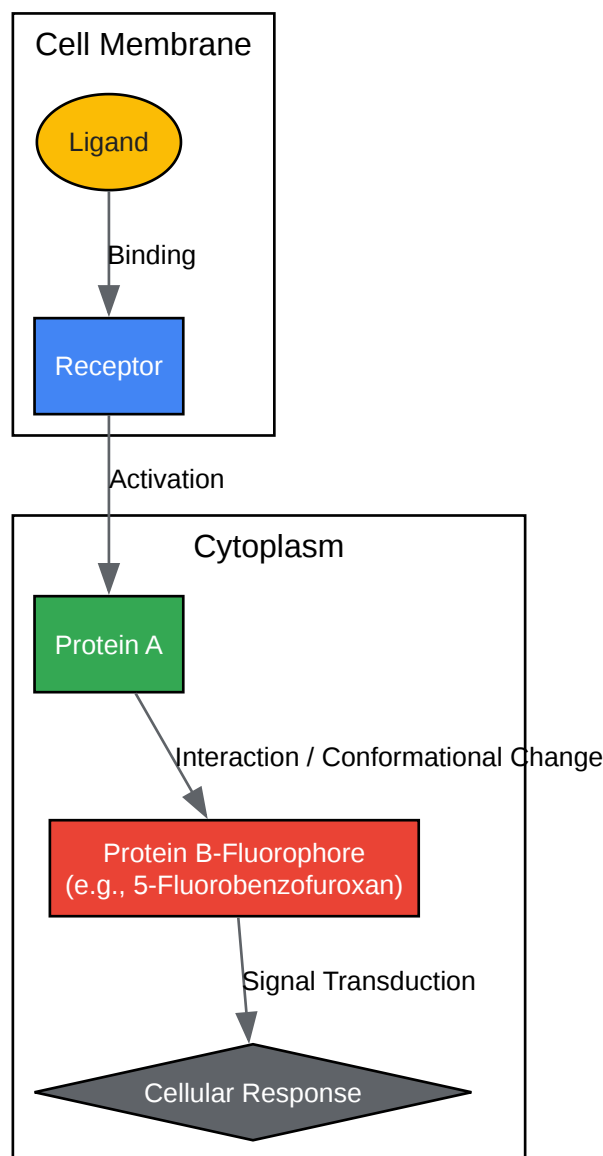 Cell Membrane
Ligand
Binding
Receptor
Activation
Cytoplasm
Protein A
Interaction / Conformational Change
Protein B-Fluorophore
(e.g., 5-Fluorobenzofuroxan)
Signal Transduction
Cellular Response